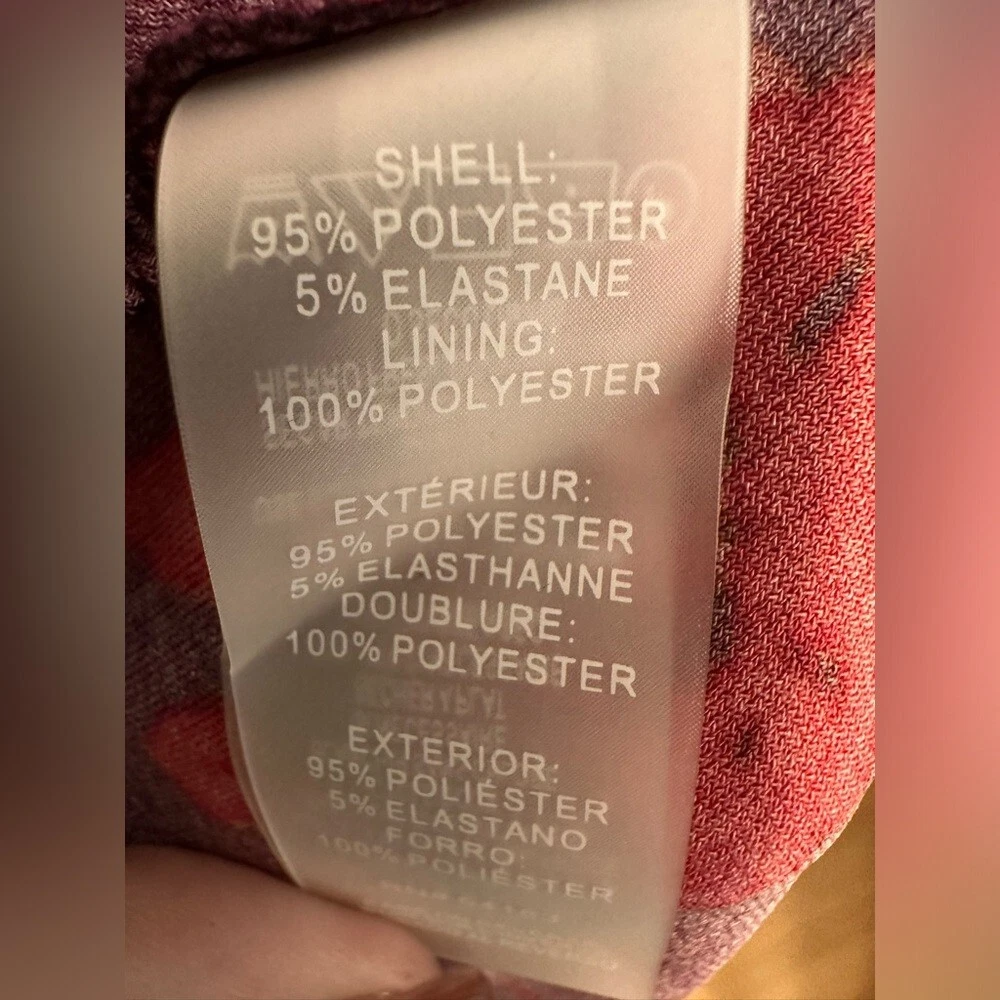 SHELL:
95% POLYESTER
5% ELASTANE
LINING:
100% POLYESTER
EXTÉRIEUR:
95% POLYESTER
5% ELASTHANNE
DOUBLURE:
100% POLYESTER
EXTERIOR:
95% POLIÉSTER
5% ELASTANO
FORRO:
100% POLIÉSTER